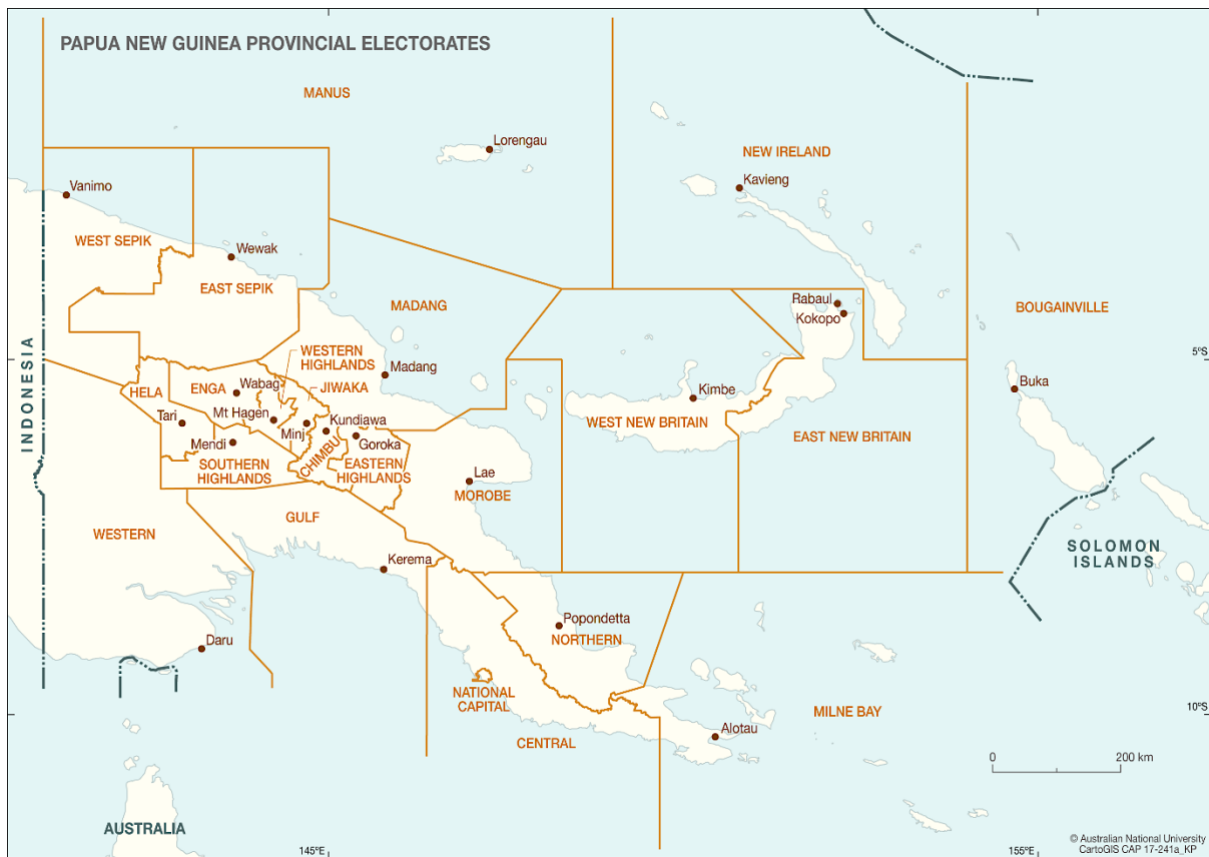 PAPUA NEW GUINEA PROVINCIAL ELECTORATES
MANUS
Lorengau
NEW IRELAND
Kavieng
Vanimo
WEST SEPIK
Wewak
EAST SEPIK
MADANG
Rabaul
Kokopo
BOUGAINVILLE
INDONESIA
WESTERN
HIGHLANDS
Madang
5°S
HELA
ENGA
Wabag
JIWAKA
Kimbe
Buka
Tari
Mt Hagen
Kundiawa
WEST NEW BRITAIN
Mendi
Minj
Goroka
EAST NEW BRITAIN
SOUTHERN
HIGHLANDS
CHIMBU
EASTERN
HIGHLANDS
Lae
MOROBE
GULF
WESTERN
SOLOMON
ISLANDS
Kerema
Popondetta
NORTHERN
Daru
NATIONAL
CAPITAL
MILNE BAY
10°S
Alotau
CENTRAL
0 200 km
AUSTRALIA
145°E
155°E
© Australian National University
CartoGIS CAP 17-241a_KP